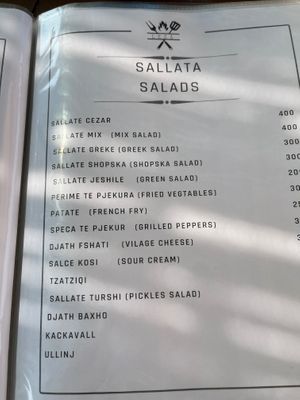 SALLATA
SALADS
SALLATE CEZAR 400
SALLATE MIX (MIX SALAD) 400
SALLATE GREKE (GREEK SALAD) 300
SALLATE SHOPSKA (SHOPSKA SALAD) 300
SALLATE JESHILE (GREEN SALAD)
PERIME TE PJEKURA (FRIED VEGTABLES)
PATATE (FRENCH FRY)
SPECA TE PJEKUR (GRILLED PEPPERS)
DJATH FSHATI (VILAGE CHEESE)
SALCE KOSI (SOUR CREAM)
TZATZIQI
SALLATE TURSHI (PICKLES SALAD)
DJATH BAXHO
KACKAVALL
ULLINJ